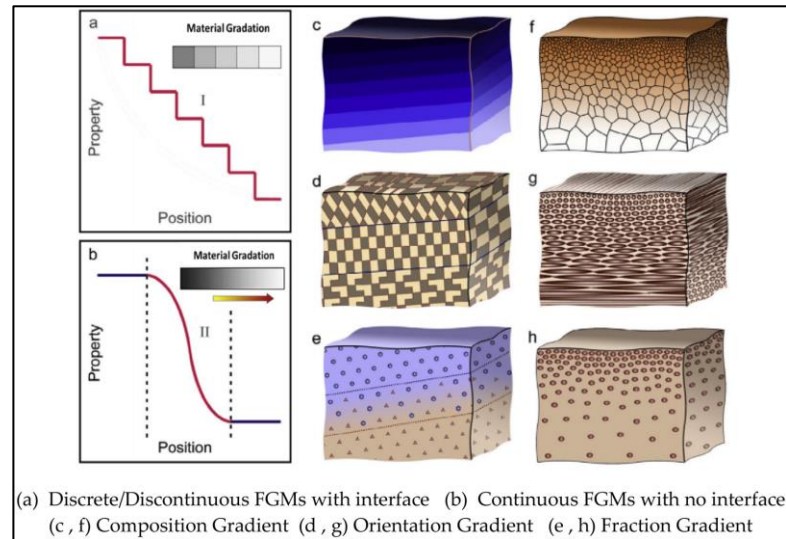 a
Material Gradation
I
Property
Position
b
Material Gradation
II
Property
Position
c
d
e
f
g
h
(a) Discrete/Discontinuous FGMs with interface (b) Continuous FGMs with no interface
(c , f) Composition Gradient (d , g) Orientation Gradient (e , h) Fraction Gradient